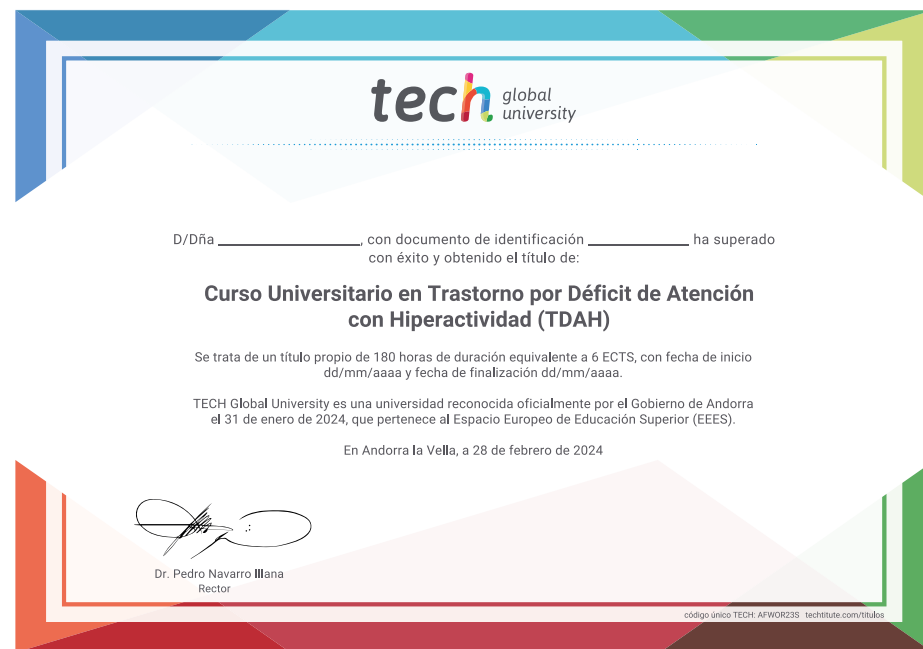 tech global university
D/Dña ________________, con documento de identificación ____________ ha superado
con éxito y obtenido el título de:
Curso Universitario en Trastorno por Déficit de Atención
con Hiperactividad (TDAH)
Se trata de un título propio de 180 horas de duración equivalente a 6 ECTS, con fecha de inicio
dd/mm/aaaa y fecha de finalización dd/mm/aaaa.
TECH Global University es una universidad reconocida oficialmente por el Gobierno de Andorra
el 31 de enero de 2024, que pertenece al Espacio Europeo de Educación Superior (EEES).
En Andorra la Vella, a 28 de febrero de 2024
Dr. Pedro Navarro Illana
Rector
código único TECH: AFWOR23S techtitute.com/titulos